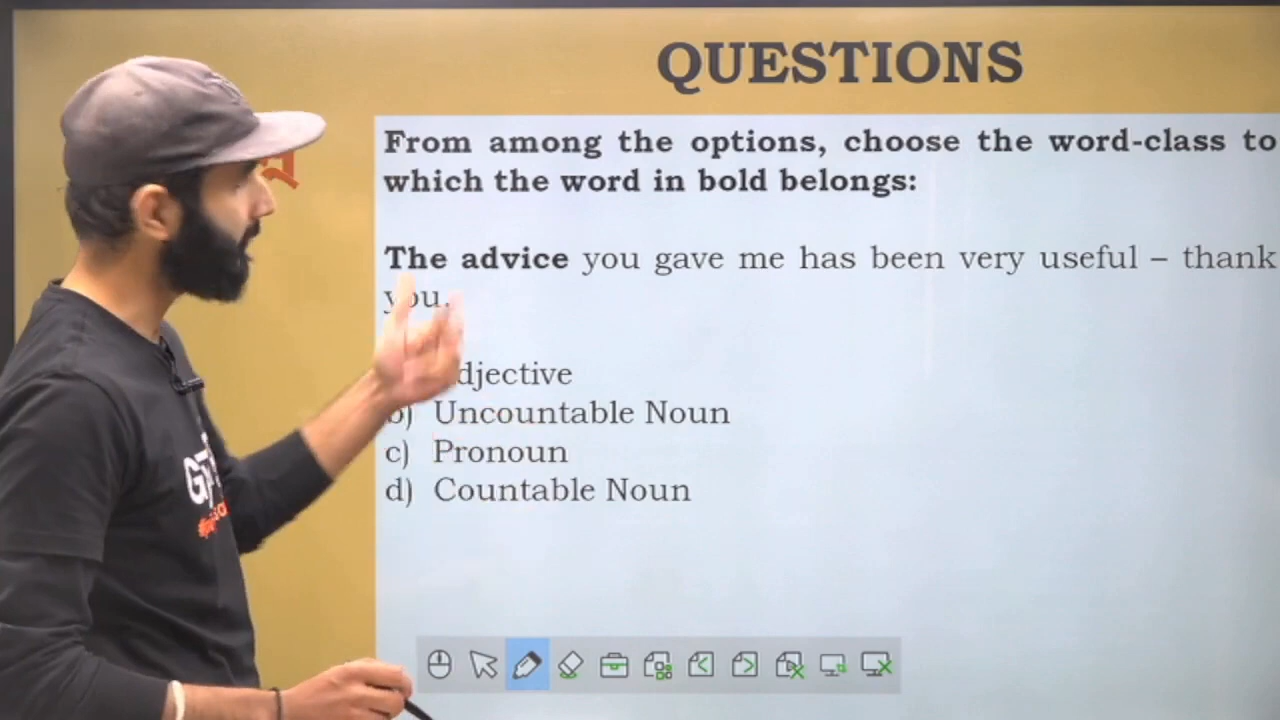 QUESTIONS
From among the options, choose the word-class to
which the word in bold belongs:
The advice you gave me has been very useful – thank
you.
djective
b) Uncountable Noun
c) Pronoun
d) Countable Noun